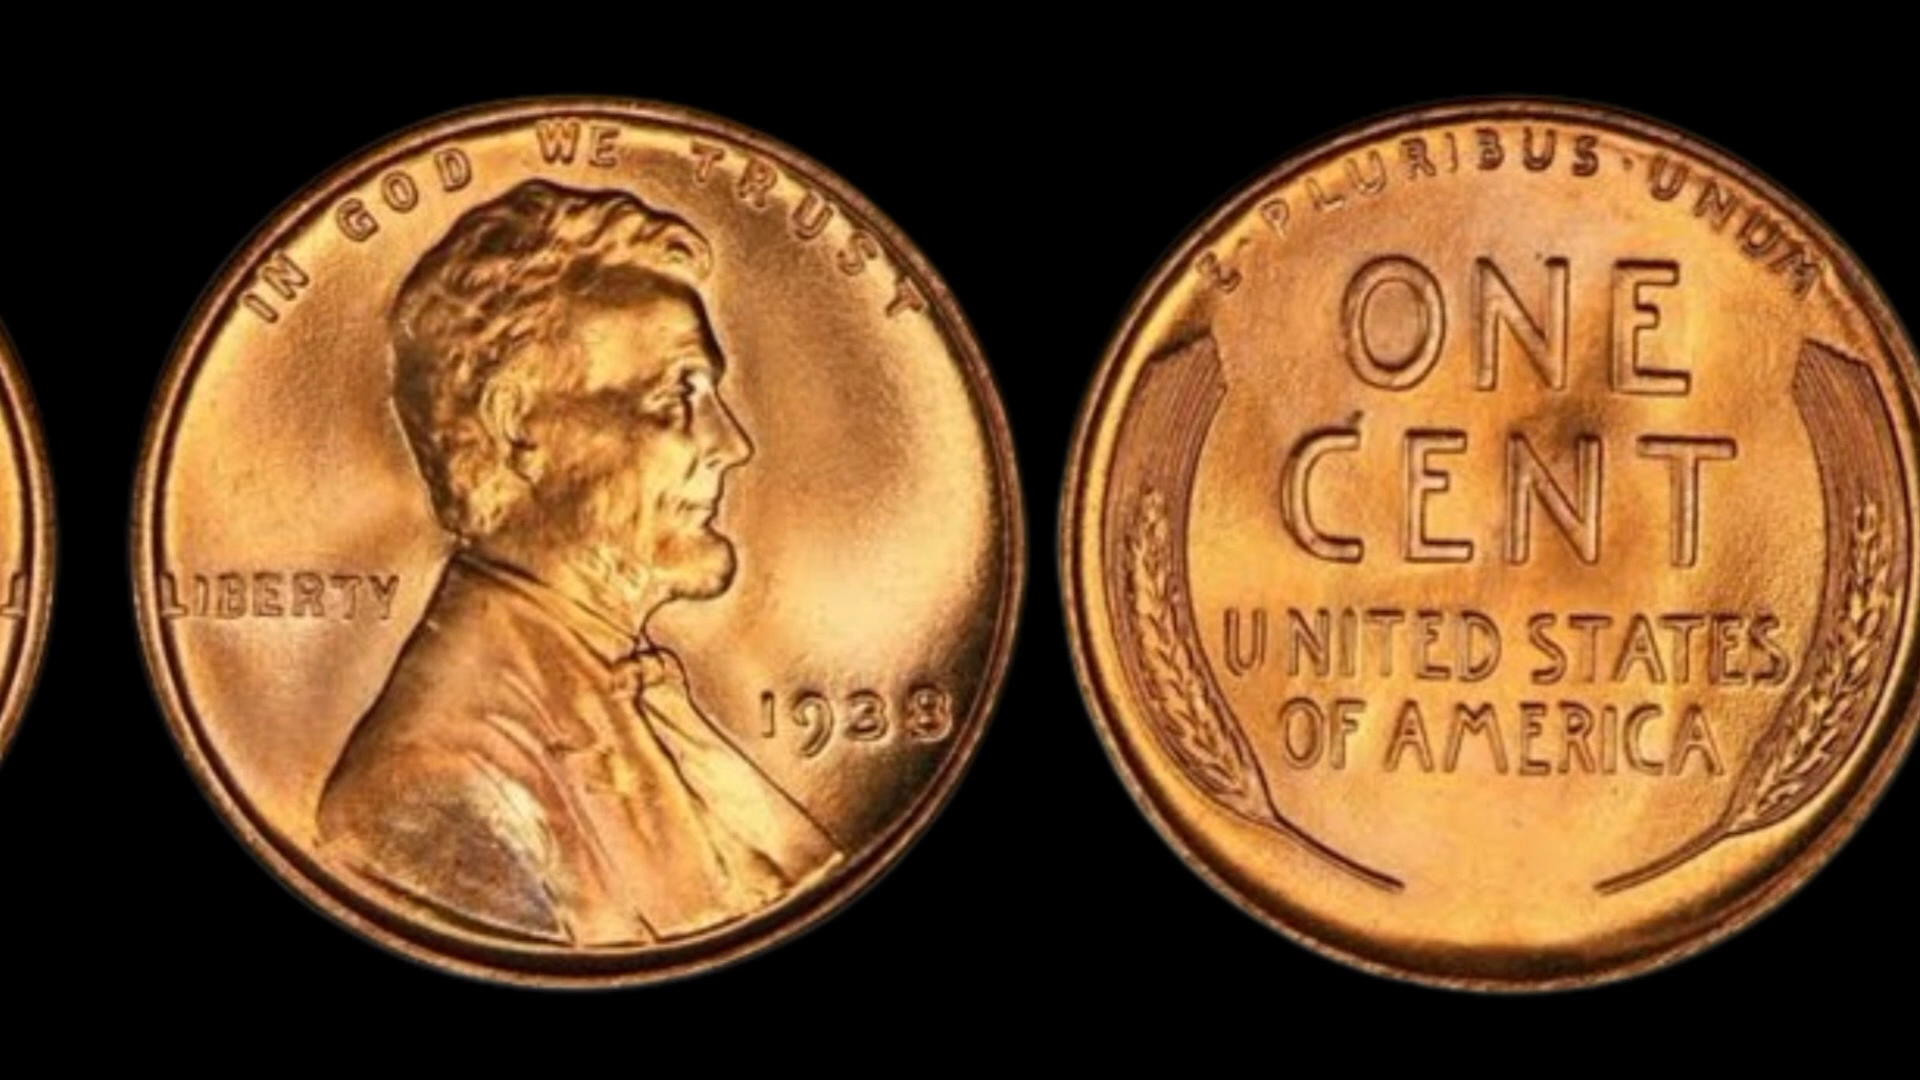 IN GOD WE TRUST
LIBERTY
1938
E·PLURIBUS·UNUM
ONE
CENT
UNITED STATES
OF AMERICA